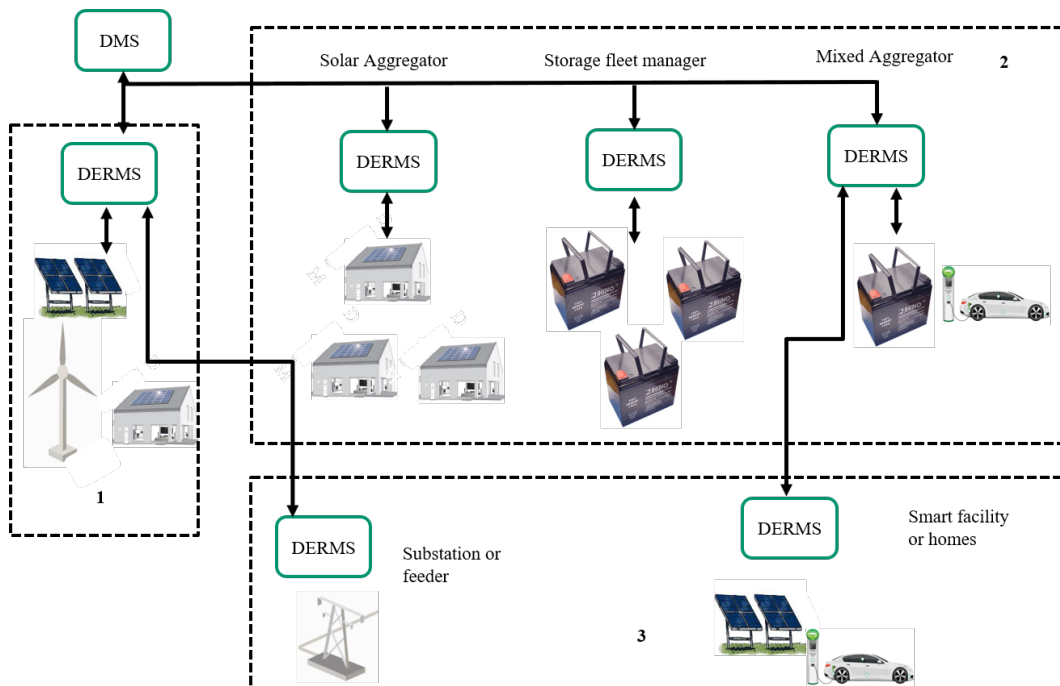 DMS
Solar Aggregator
Storage fleet manager
Mixed Aggregator
2
DERMS
DERMS
DERMS
DERMS
1
DERMS
Substation or
feeder
DERMS
Smart facility
or homes
3